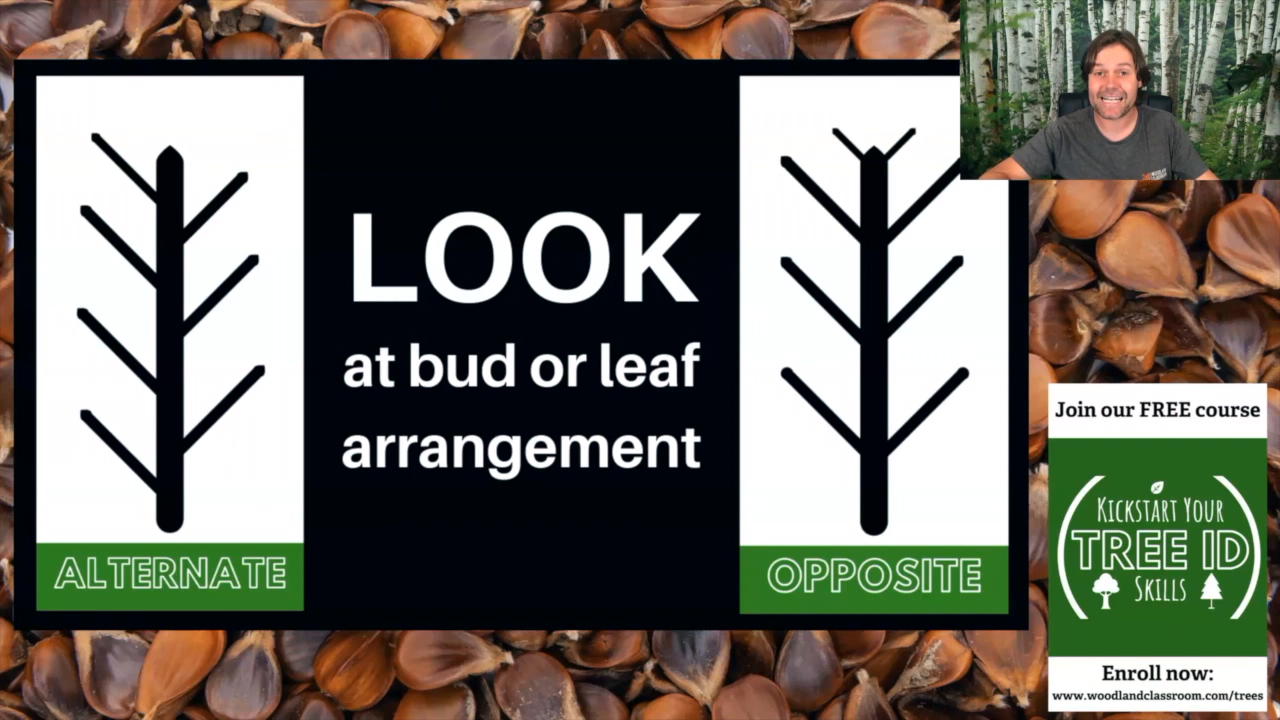 LOOK
at bud or leaf
arrangement
ALTERNATE
OPPOSITE
Join our FREE course
KICKSTART YOUR
TREE ID
SKILLS
Enroll now:
www.woodlandclassroom.com/trees